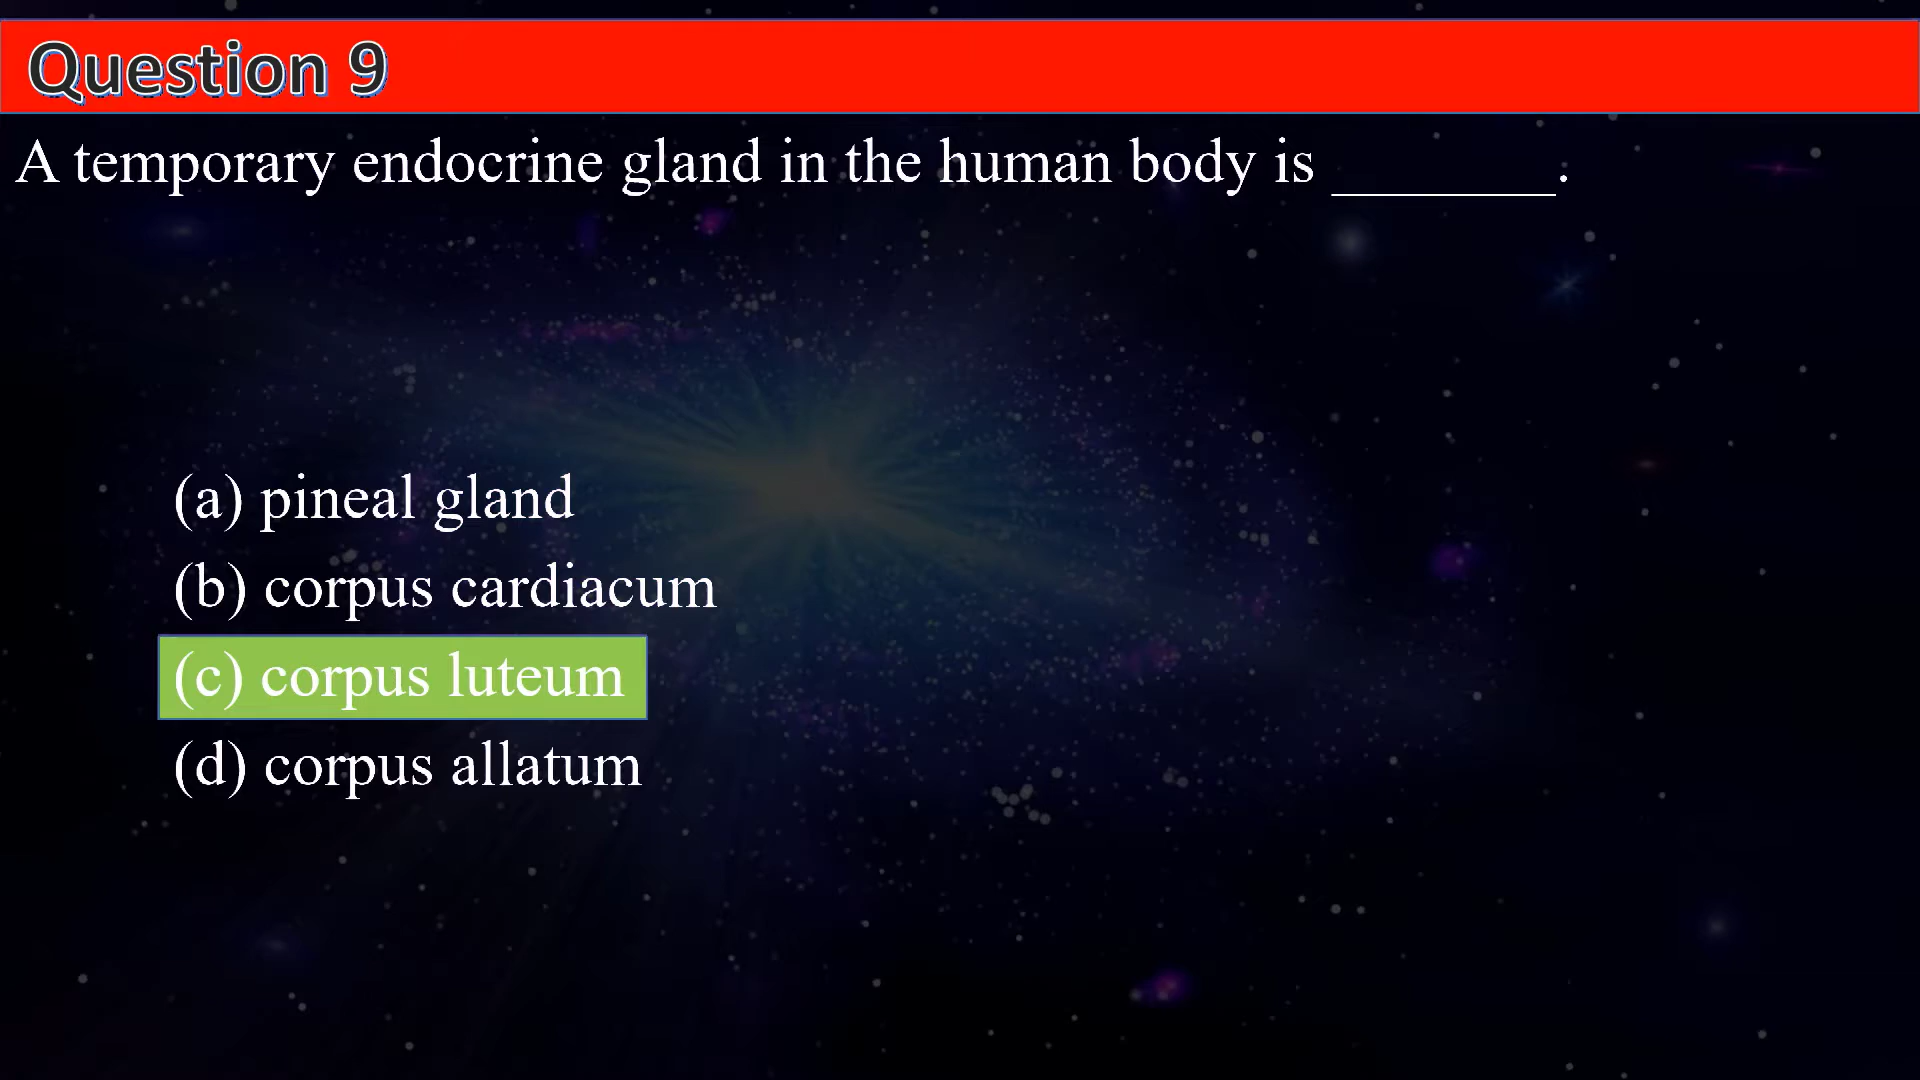 Question 9
A temporary endocrine gland in the human body is ________.
(a) pineal gland
(b) corpus cardiacum
(c) corpus luteum
(d) corpus allatum